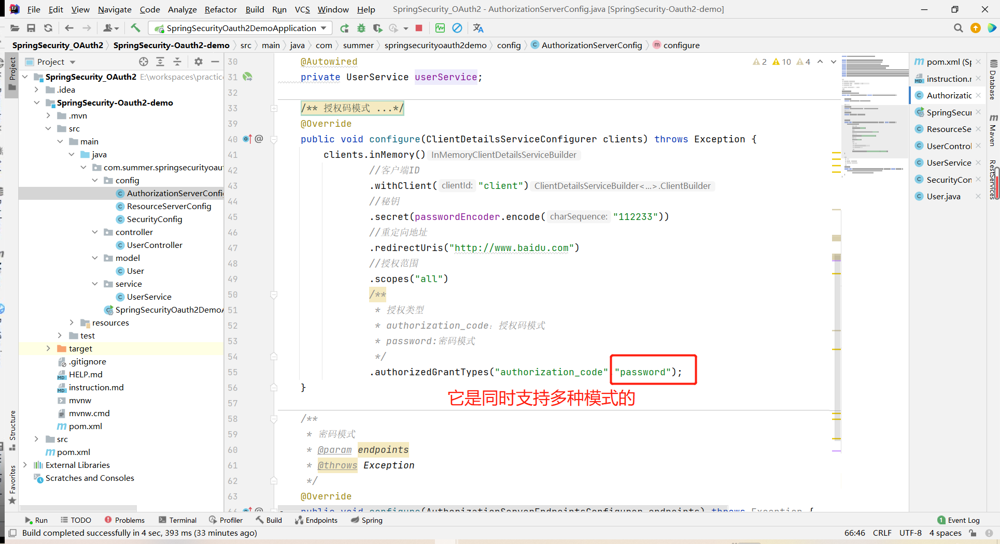 File Edit View Navigate Code Analyze Refactor Build Run VCS Window Help SpringSecurity_OAuth2 - AuthorizationServerConfig.java [SpringSecurity-Oauth2-demo]
SpringSecurityOauth2DemoApplication
SpringSecurity_OAuth2 SpringSecurity-Oauth2-demo src main java com summer springsecurityoauth2demo config AuthorizationServerConfig configure
Project
Project
Structure
Favorites
SpringSecurity_OAuth2 E:\workspaces\practic
.idea
SpringSecurity-Oauth2-demo
.mvn
src
main
java
com.summer.springsecurityoau
config
AuthorizationServerConfi
ResourceServerConfig
SecurityConfig
controller
UserController
model
User
service
UserService
SpringSecurityOauth2DemoA
resources
test
target
.gitignore
HELP.md
instruction.md
mvnw
mvnw.cmd
pom.xml
src
pom.xml
External Libraries
Scratches and Consoles
2 10 4
30 @Autowired
31 private UserService userService;
32
33 /** 授权码模式 ...*/
39 @Override
40 public void configure(ClientDetailsServiceConfigurer clients) throws Exception {
41 clients.inMemory() InMemoryClientDetailsServiceBuilder
42 //客户端ID
43 .withClient( clientId: "client") ClientDetailsServiceBuilder<...>.ClientBuilder
44 //秘钥
45 .secret(passwordEncoder.encode( charSequence: "112233"))
46 //重定向地址
47 .redirectUris("http://www.baidu.com")
48 //授权范围
49 .scopes("all")
50 /**
51 * 授权类型
52 * authorization_code：授权码模式
53 * password:密码模式
54 */
55 .authorizedGrantTypes("authorization_code" "password");
56 }
它是同时支持多种模式的
57
58 /**
59 * 密码模式
60 * @param endpoints
61 * @throws Exception
62 */
63 @Override
public void configure(AuthorizationServerEndpointsConfigurer endpoints) throws Exception {
pom.xml (Sp
instruction.r
Authorizatic
SpringSecur
ResourceSe
UserControl
UserService
SecurityCon
User.java
Database
Maven
RestServices
Run TODO Problems Terminal Profiler Build Endpoints Spring 1 Event Log
Build completed successfully in 4 sec, 393 ms (33 minutes ago) 66:46 CRLF UTF-8 4 spaces